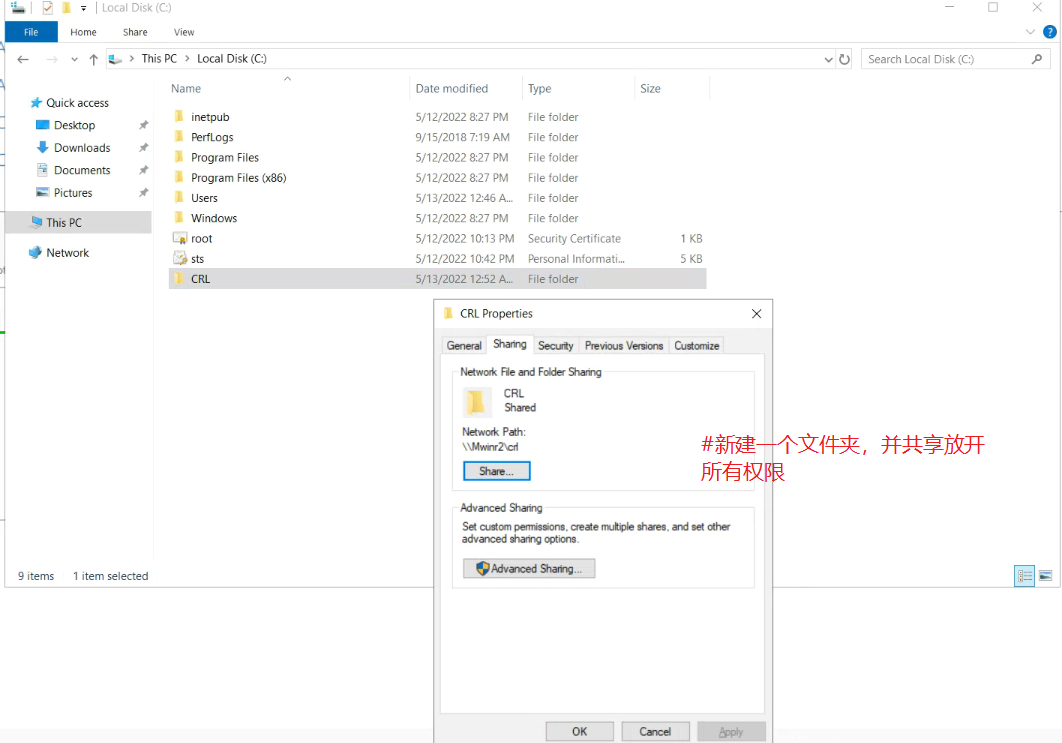 Local Disk (C:)
File Home Share View
This PC Local Disk (C:) Search Local Disk (C:)
Name Date modified Type Size
Quick access
Desktop
Downloads
Documents
Pictures
This PC
Network
inetpub 5/12/2022 8:27 PM File folder
PerfLogs 9/15/2018 7:19 AM File folder
Program Files 5/12/2022 8:27 PM File folder
Program Files (x86) 5/12/2022 8:27 PM File folder
Users 5/13/2022 12:46 A... File folder
Windows 5/12/2022 8:27 PM File folder
root 5/12/2022 10:13 PM Security Certificate 1 KB
sts 5/12/2022 10:42 PM Personal Informati... 5 KB
CRL 5/13/2022 12:52 A... File folder
CRL Properties
General Sharing Security Previous Versions Customize
Network File and Folder Sharing
CRL
Shared
Network Path:
\\Mwinr2\crl
Share...
#新建一个文件夹，并共享放开
所有权限
Advanced Sharing
Set custom permissions, create multiple shares, and set other
advanced sharing options.
Advanced Sharing...
9 items 1 item selected
OK Cancel Apply